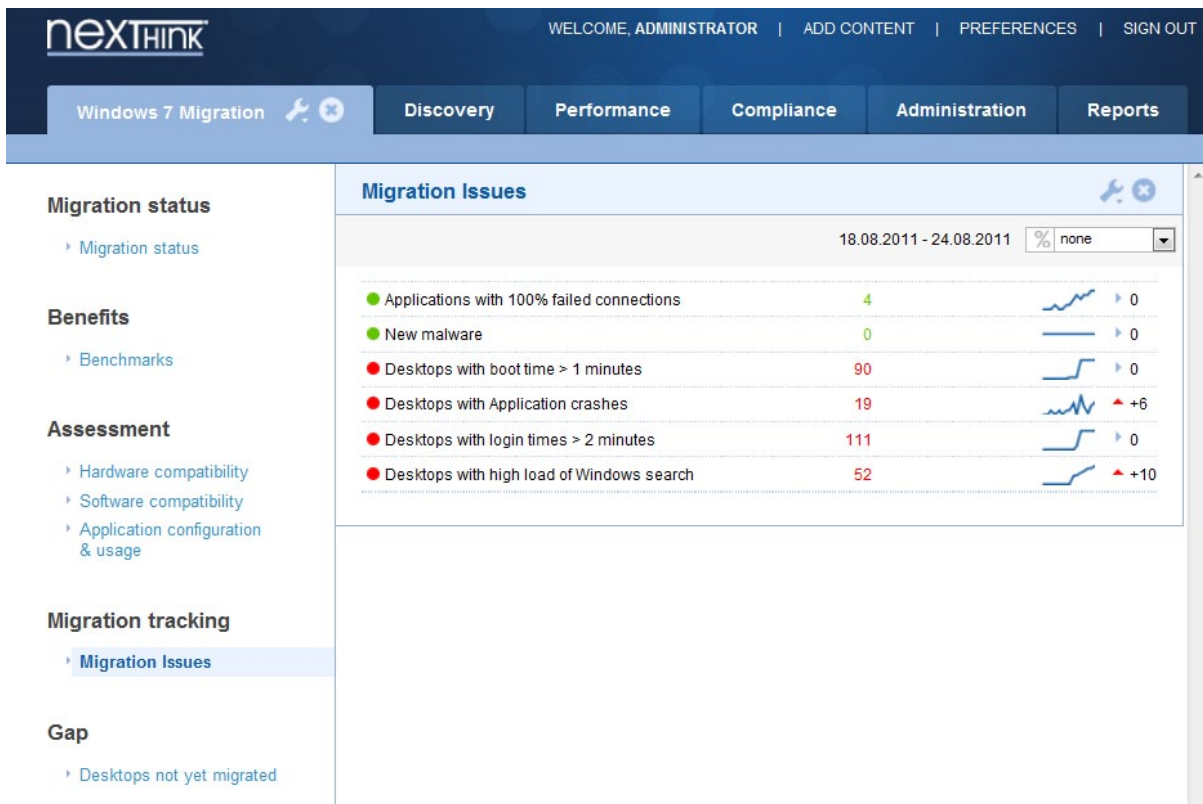 neXTHINK
WELCOME, ADMINISTRATOR | ADD CONTENT | PREFERENCES | SIGN OUT
Windows 7 Migration Discovery Performance Compliance Administration Reports
Migration status
Migration status
Benefits
Benchmarks
Assessment
Hardware compatibility
Software compatibility
Application configuration
& usage
Migration tracking
Migration Issues
Gap
Desktops not yet migrated
Migration Issues
18.08.2011 - 24.08.2011 % none
Applications with 100% failed connections 4 0
New malware 0 0
Desktops with boot time > 1 minutes 90 0
Desktops with Application crashes 19 +6
Desktops with login times > 2 minutes 111 0
Desktops with high load of Windows search 52 +10